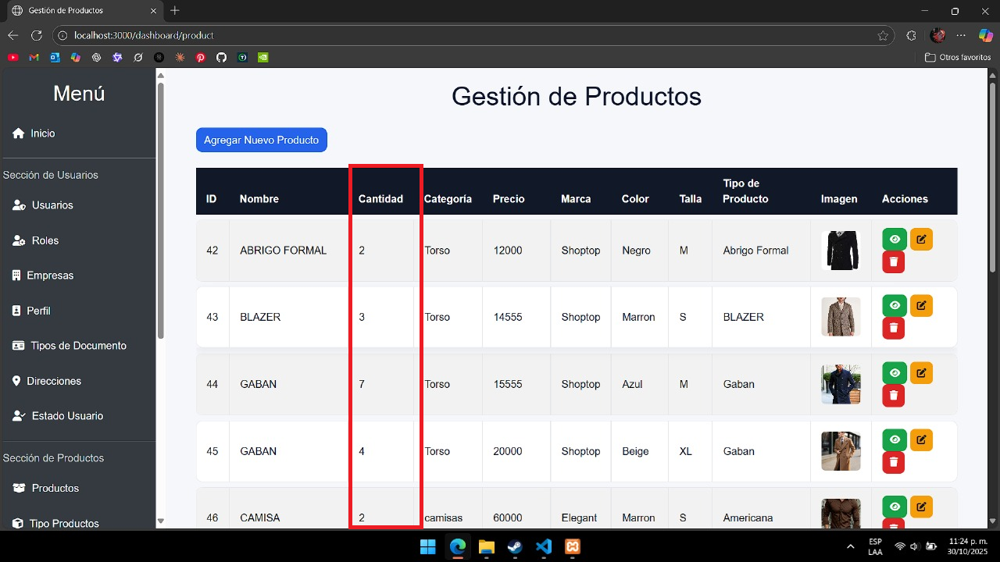 Gestión de Productos
localhost:3000/dashboard/product
Otros favoritos
Menú
Inicio
Sección de Usuarios
Usuarios
Roles
Empresas
Perfil
Tipos de Documento
Direcciones
Estado Usuario
Sección de Productos
Productos
Tipo Productos
Gestión de Productos
Agregar Nuevo Producto
ID Nombre Cantidad Categoría Precio Marca Color Talla Tipo de Producto Imagen Acciones
42 ABRIGO FORMAL 2 Torso 12000 Shoptop Negro M Abrigo Formal
43 BLAZER 3 Torso 14555 Shoptop Marron S BLAZER
44 GABAN 7 Torso 15555 Shoptop Azul M Gaban
45 GABAN 4 Torso 20000 Shoptop Beige XL Gaban
46 CAMISA 2 camisas 60000 Elegant Marron S Americana
ESP
LAA
11:24 p. m.
30/10/2025